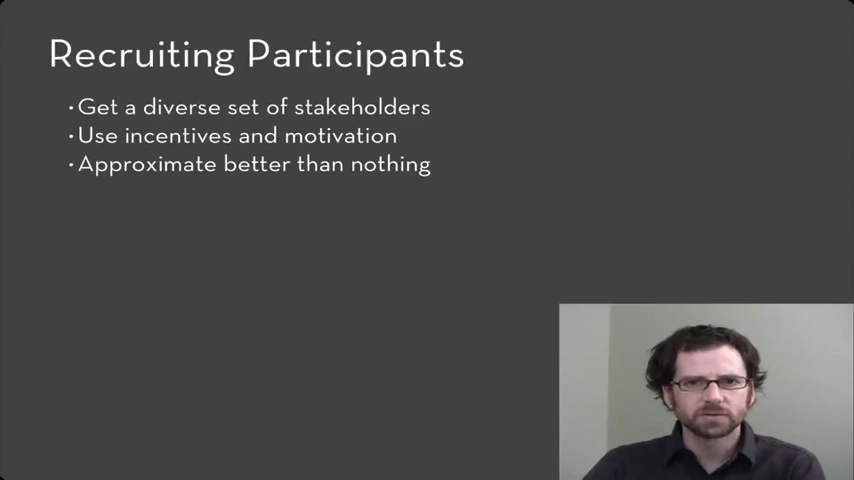 Recruiting Participants
• Get a diverse set of stakeholders
• Use incentives and motivation
• Approximate better than nothing